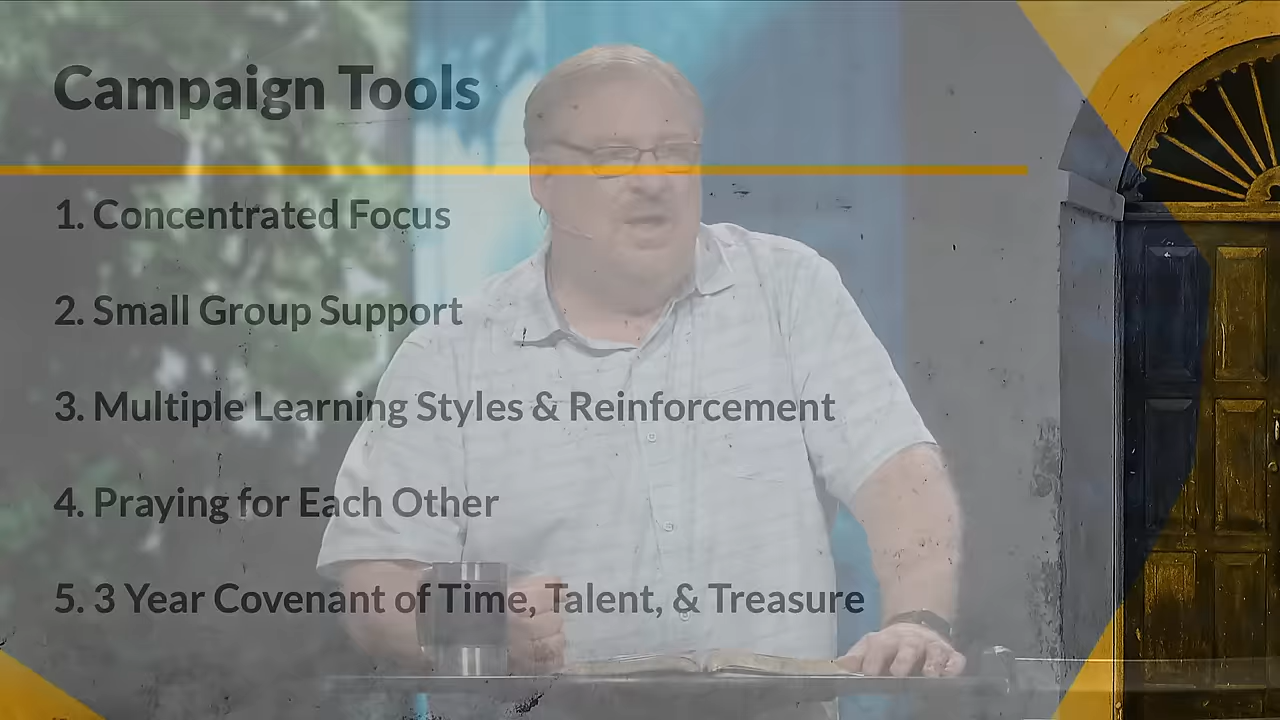 Campaign Tools
1. Concentrated Focus
2. Small Group Support
3. Multiple Learning Styles & Reinforcement
4. Praying for Each Other
5. 3 Year Covenant of Time, Talent, & Treasure